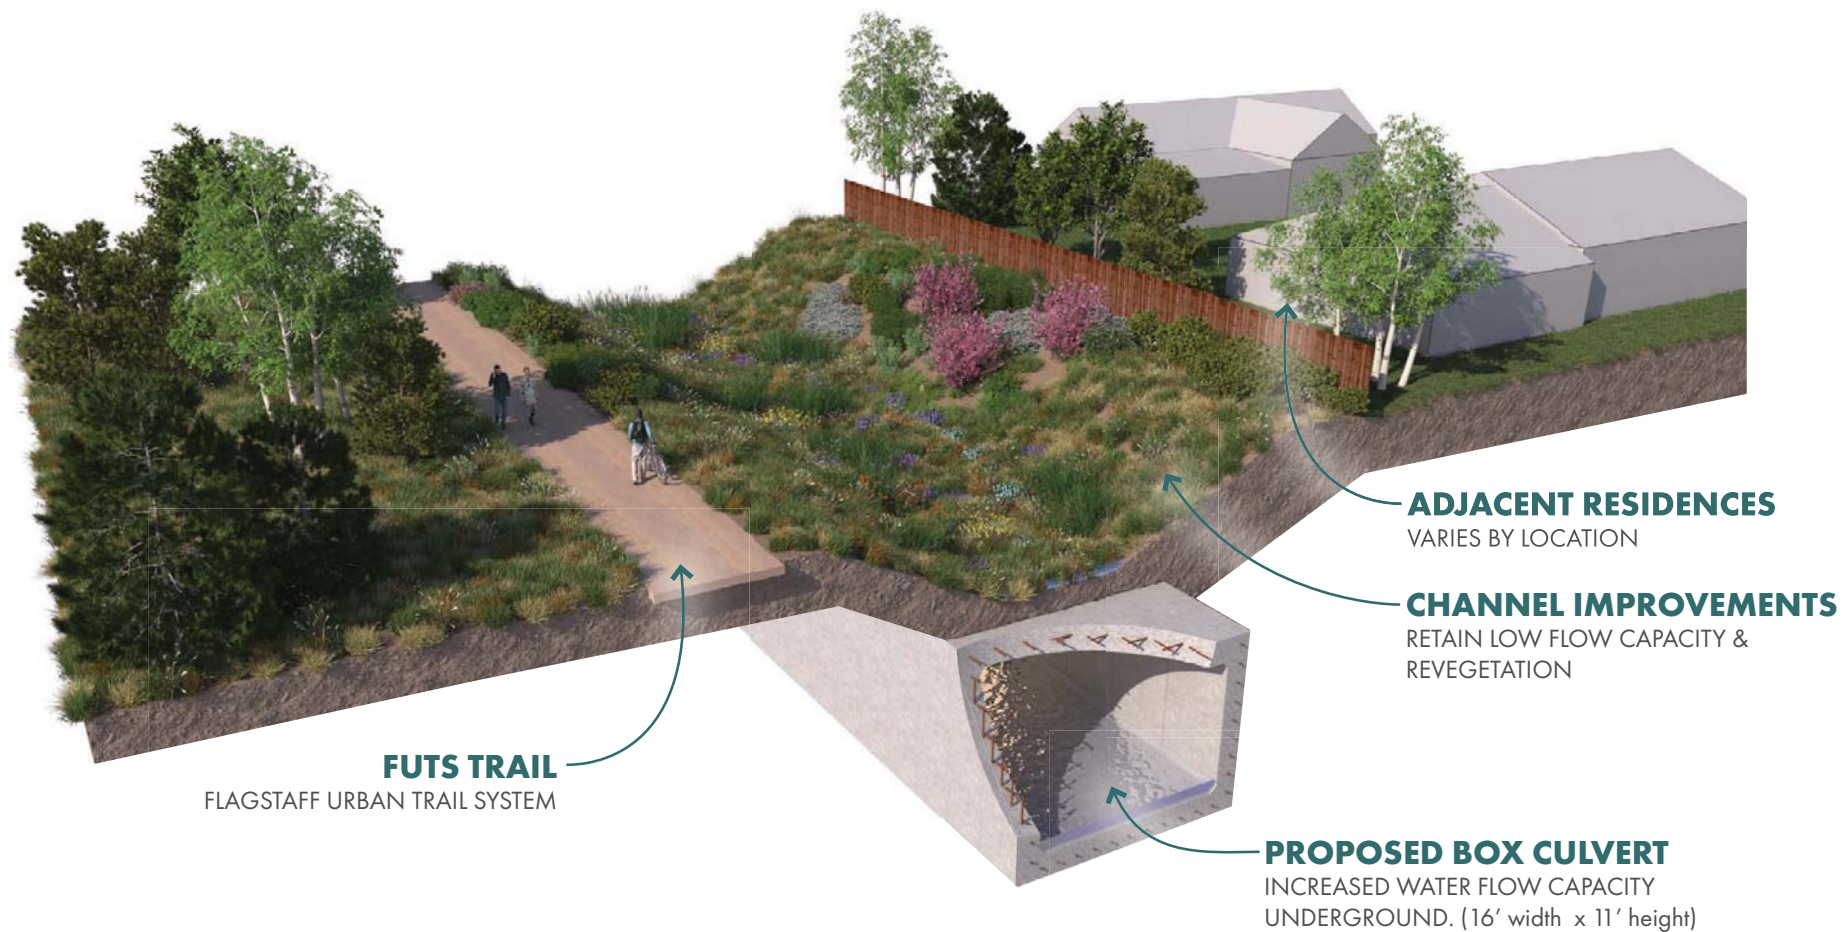 ADJACENT RESIDENCES
VARIES BY LOCATION
CHANNEL IMPROVEMENTS
RETAIN LOW FLOW CAPACITY &
REVEGETATION
FUTS TRAIL
FLAGSTAFF URBAN TRAIL SYSTEM
PROPOSED BOX CULVERT
INCREASED WATER FLOW CAPACITY
UNDERGROUND. (16’ width x 11’ height)